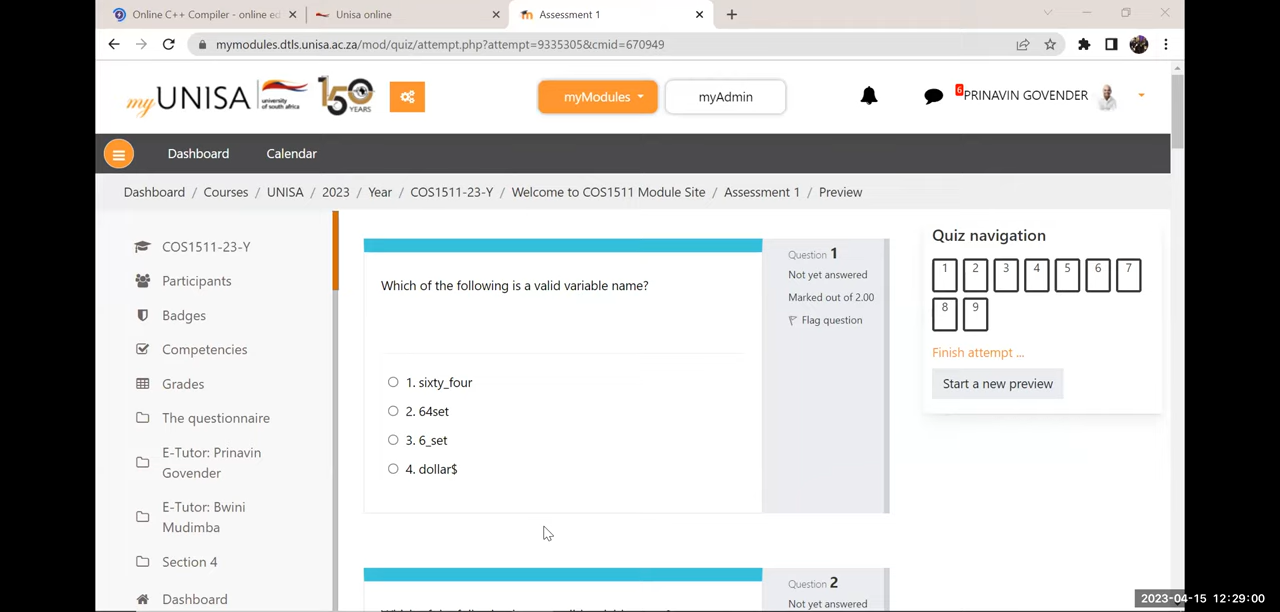 Online C++ Compiler - online ed
Unisa online
Assessment 1
mymodules.dtls.unisa.ac.za/mod/quiz/attempt.php?attempt=9335305&cmid=670949
myUNISA
university
of south africa
150
YEARS
myModules
myAdmin
6
PRINAVIN GOVENDER
Dashboard
Calendar
Dashboard / Courses / UNISA / 2023 / Year / COS1511-23-Y / Welcome to COS1511 Module Site / Assessment 1 / Preview
COS1511-23-Y
Participants
Badges
Competencies
Grades
The questionnaire
E-Tutor: Prinavin
Govender
E-Tutor: Bwini
Mudimba
Section 4
Dashboard
Which of the following is a valid variable name?
1. sixty_four
2. 64set
3. 6_set
4. dollar$
Question 1
Not yet answered
Marked out of 2.00
Flag question
Question 2
Not yet answered
Quiz navigation
1 2 3 4 5 6 7
8 9
Finish attempt ...
Start a new preview
2023-04-15 12:29:00